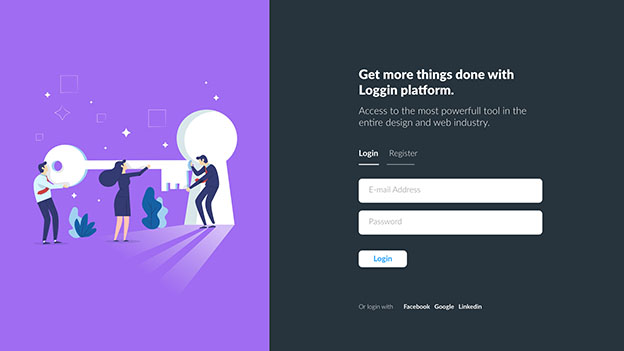 Get more things done with
Loggin platform.
Access to the most powerfull tool in the
entire design and web industry.
Login Register
E-mail Address
Password
Login
Or login with Facebook Google Linkedin